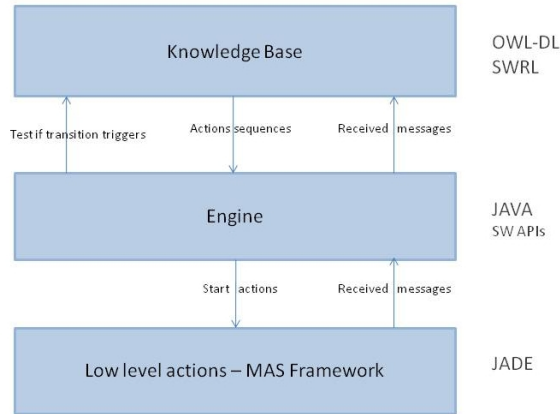 Knowledge Base
OWL-DL
SWRL
Test if transition triggers
Actions sequences
Received messages
Engine
JAVA
SW APIs
Start actions
Received messages
Low level actions – MAS Framework
JADE